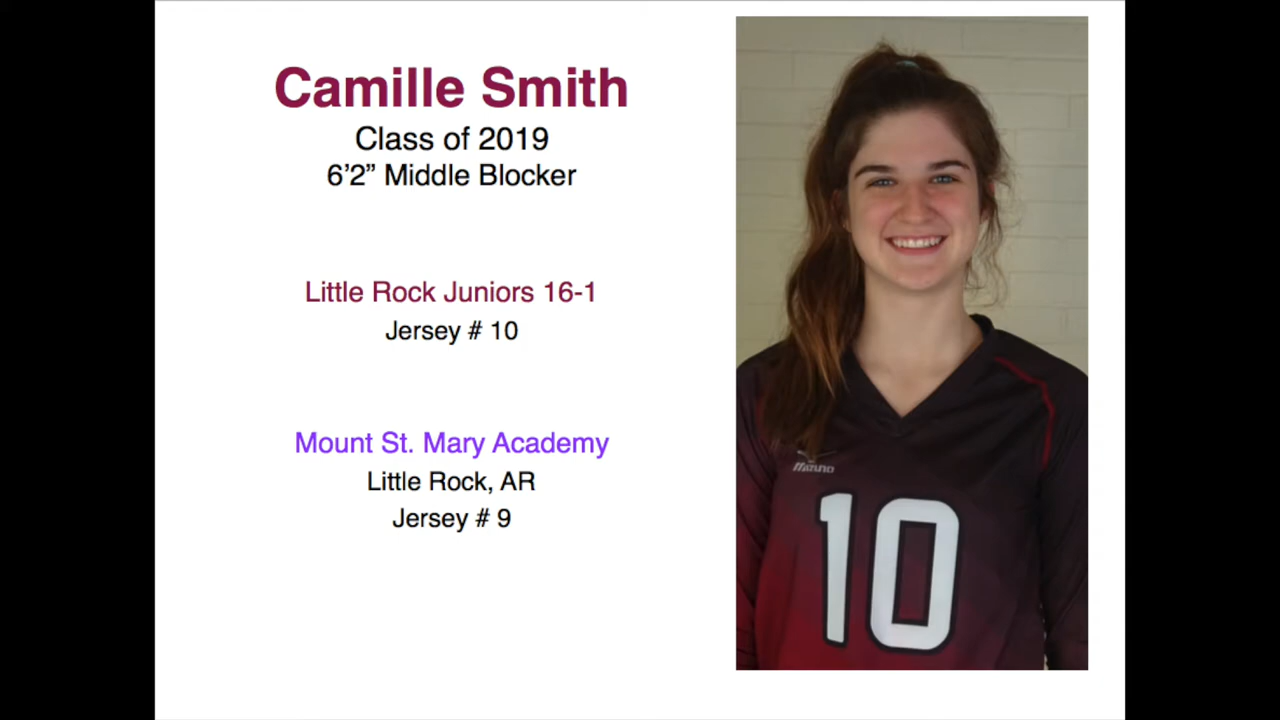 Camille Smith
Class of 2019
6’2” Middle Blocker
Little Rock Juniors 16-1
Jersey # 10
Mount St. Mary Academy
Little Rock, AR
Jersey # 9
MIZUNO
10